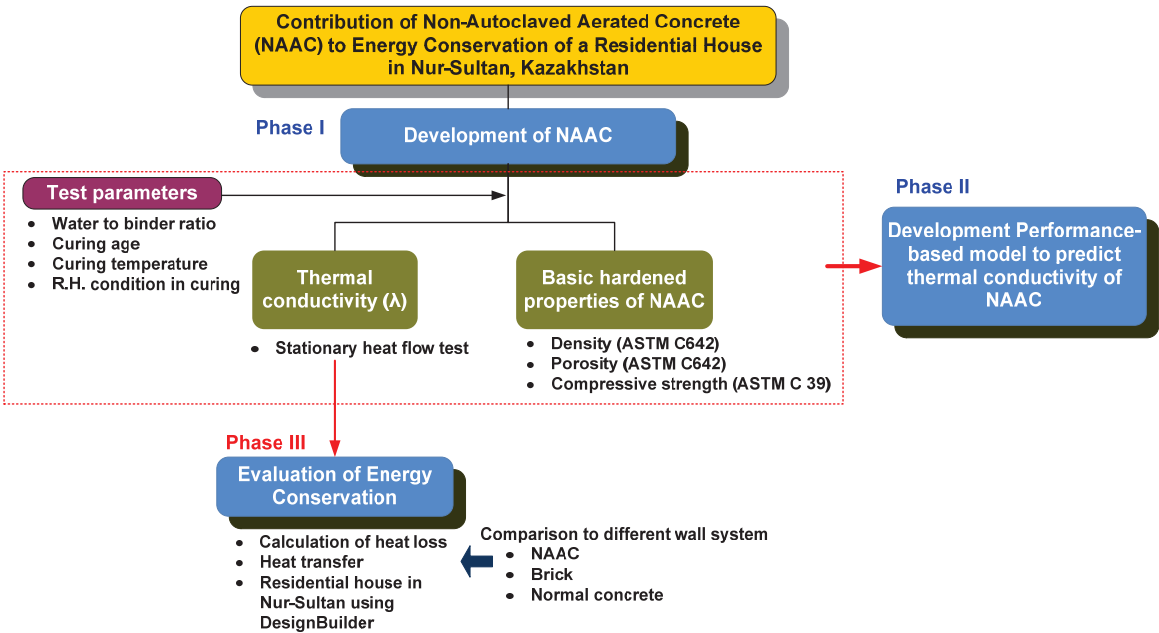 Contribution of Non-Autoclaved Aerated Concrete
(NAAC) to Energy Conservation of a Residential House
in Nur-Sultan, Kazakhstan
Phase I
Development of NAAC
Test parameters
• Water to binder ratio
• Curing age
• Curing temperature
• R.H. condition in curing
Thermal
conductivity (λ)
• Stationary heat flow test
Basic hardened
properties of NAAC
• Density (ASTM C642)
• Porosity (ASTM C642)
• Compressive strength (ASTM C 39)
Phase II
Development Performance-
based model to predict
thermal conductivity of
NAAC
Phase III
Evaluation of Energy
Conservation
• Calculation of heat loss
• Heat transfer
• Residential house in
Nur-Sultan using
DesignBuilder
Comparison to different wall system
• NAAC
• Brick
• Normal concrete